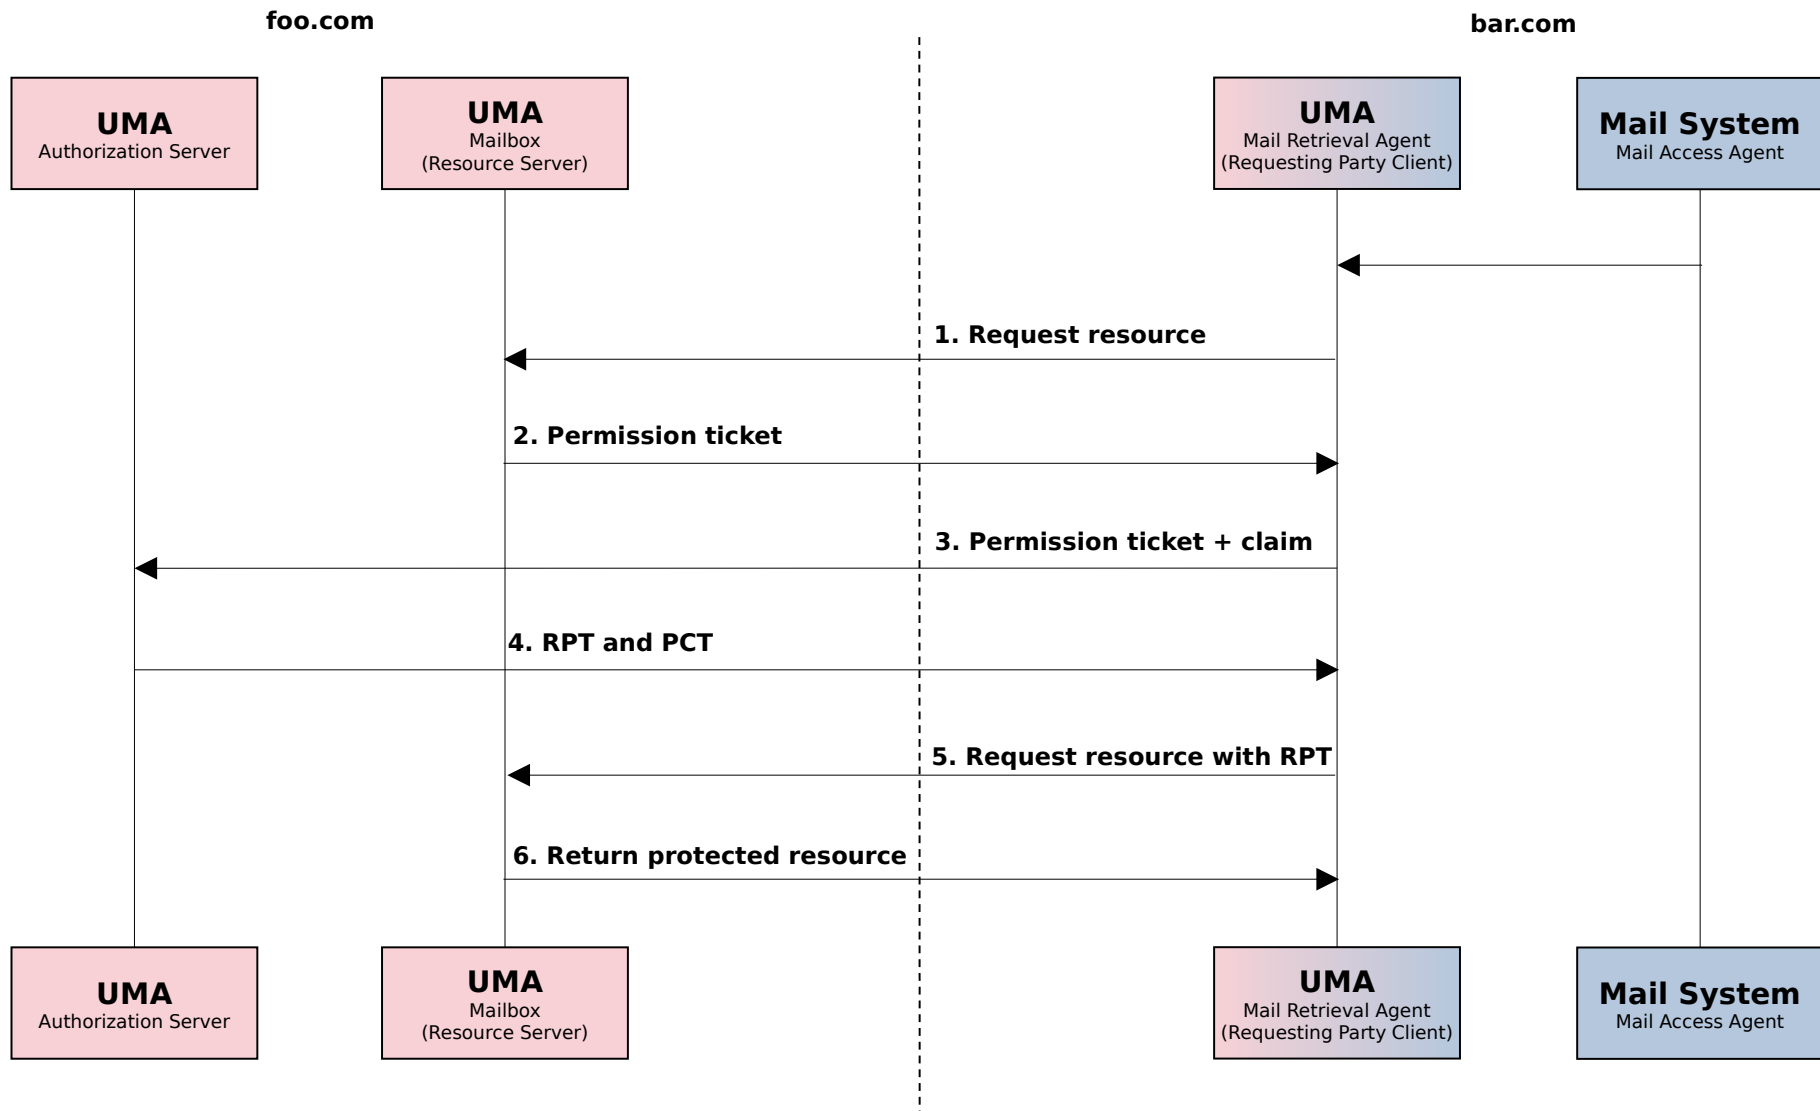 foo.com
bar.com
UMA
Authorization Server
UMA
Mailbox
(Resource Server)
UMA
Mail Retrieval Agent
(Requesting Party Client)
Mail System
Mail Access Agent
1. Request resource
2. Permission ticket
3. Permission ticket + claim
4. RPT and PCT
5. Request resource with RPT
6. Return protected resource
UMA
Authorization Server
UMA
Mailbox
(Resource Server)
UMA
Mail Retrieval Agent
(Requesting Party Client)
Mail System
Mail Access Agent